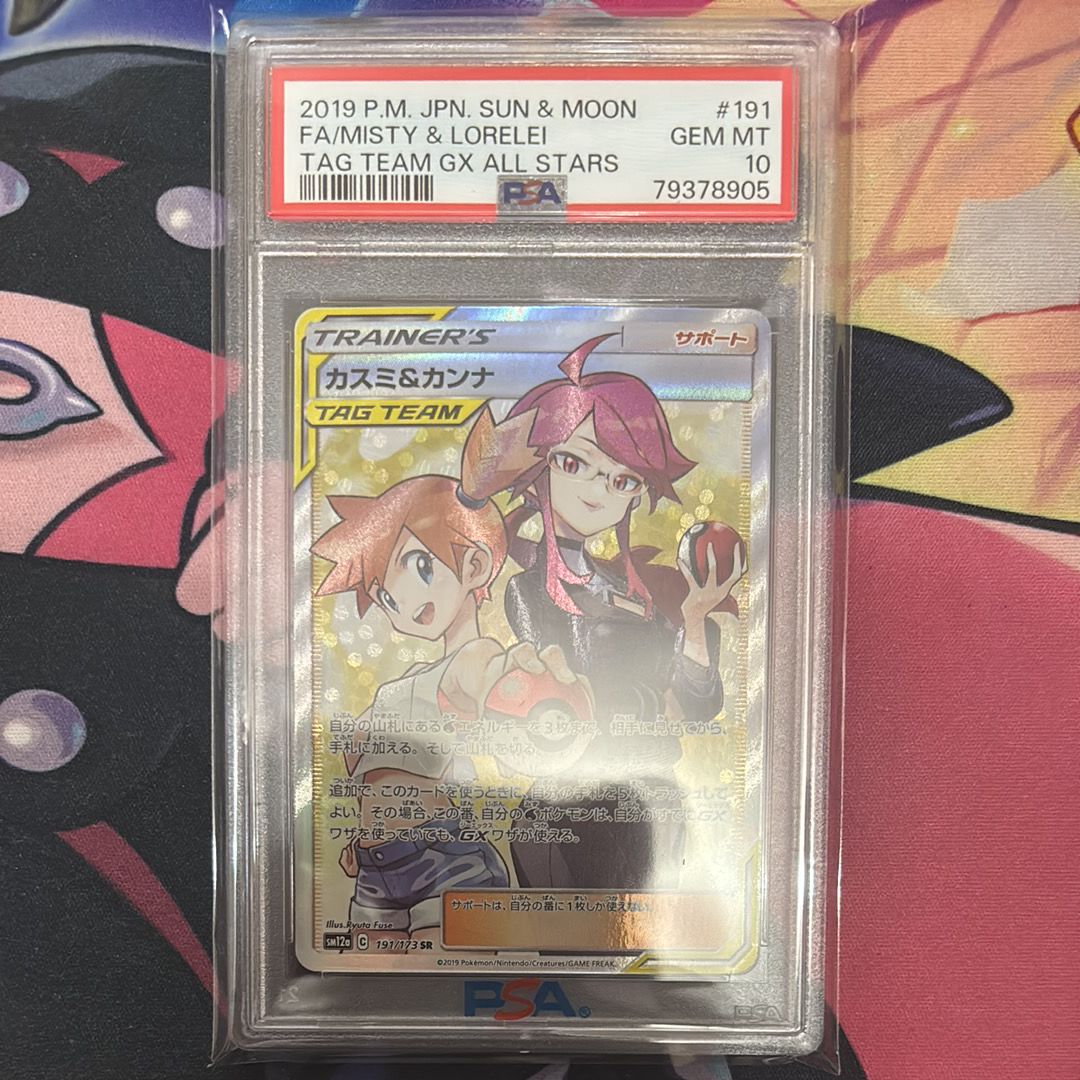 2019 P.M. JPN. SUN & MOON #191
FA/MISTY & LORELEI GEM MT
TAG TEAM GX ALL STARS 10
PSA 79378905
TRAINER'S サポート
カスミ&カンナ
TAG TEAM
自分の山札にあるエネルギーを3枚まで、相手に見せてから、
手札に加える。そして山札を切る。
追加で、このカードを使うときに、自分の手札を5枚トラッシュして
よい。その場合、この番、自分のポケモンは、自分がすでにGX
ワザを使っていても、GXワザが使える。
サポートは、自分の番に1枚しか使えない。
Illus.Ryuta Fuse
sm12a C 191/173 SR
©2019 Pokémon/Nintendo/Creatures/GAME FREAK
PSA®
PSA